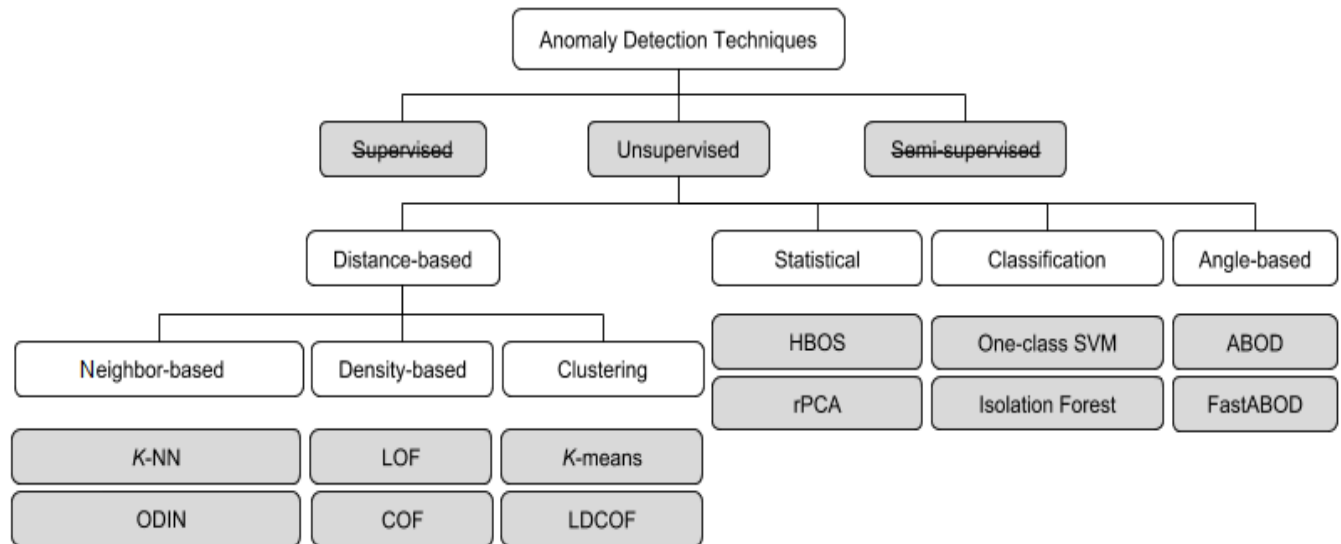 Anomaly Detection Techniques
Supervised
Unsupervised
Semi-supervised
Distance-based
Statistical
Classification
Angle-based
Neighbor-based
Density-based
Clustering
HBOS
One-class SVM
ABOD
rPCA
Isolation Forest
FastABOD
K-NN
LOF
K-means
ODIN
COF
LDCOF